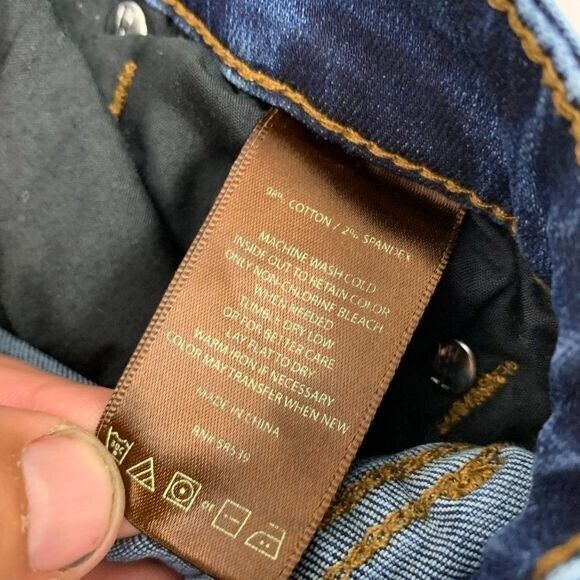 98% COTTON / 2% SPANDEX
MACHINE WASH COLD
INSIDE OUT TO RETAIN COLOR
ONLY NON-CHLORINE BLEACH
WHEN NEEDED
TUMBLE DRY LOW
OR FOR BETTER CARE
LAY FLAT TO DRY
WARM IRON IF NECESSARY
COLOR MAY TRANSFER WHEN NEW
MADE IN CHINA
RN# 58539
or